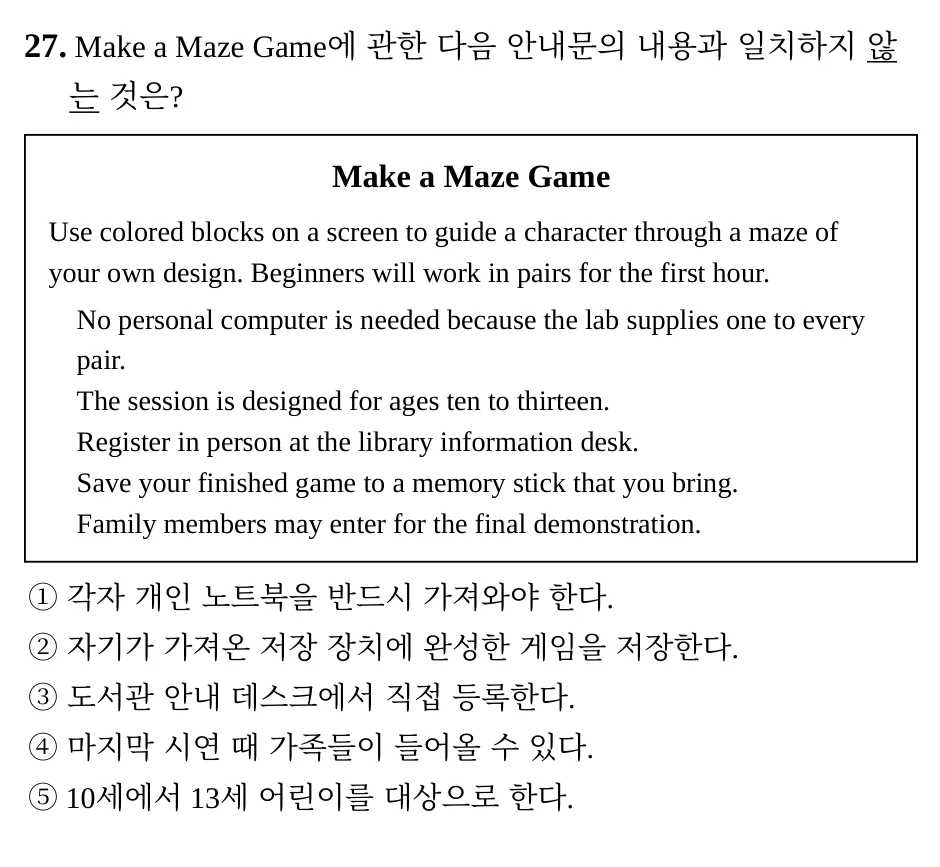 27. Make a Maze Game에 관한 다음 안내문의 내용과 일치하지 않
는 것은?
Make a Maze Game
Use colored blocks on a screen to guide a character through a maze of
your own design. Beginners will work in pairs for the first hour.
No personal computer is needed because the lab supplies one to every
pair.
The session is designed for ages ten to thirteen.
Register in person at the library information desk.
Save your finished game to a memory stick that you bring.
Family members may enter for the final demonstration.
① 각자 개인 노트북을 반드시 가져와야 한다.
② 자기가 가져온 저장 장치에 완성한 게임을 저장한다.
③ 도서관 안내 데스크에서 직접 등록한다.
④ 마지막 시연 때 가족들이 들어올 수 있다.
⑤ 10세에서 13세 어린이를 대상으로 한다.